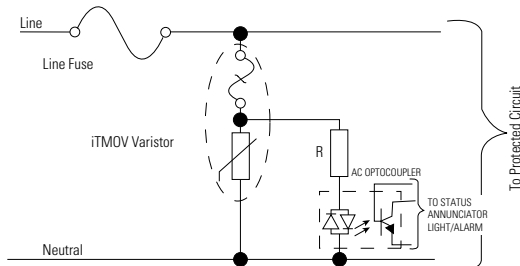 Line
Line Fuse
iTMOV Varistor
R
AC OPTOCOUPLER
TO STATUS
ANNUNCIATOR
LIGHT/ALARM
Neutral
To Protected Circuit